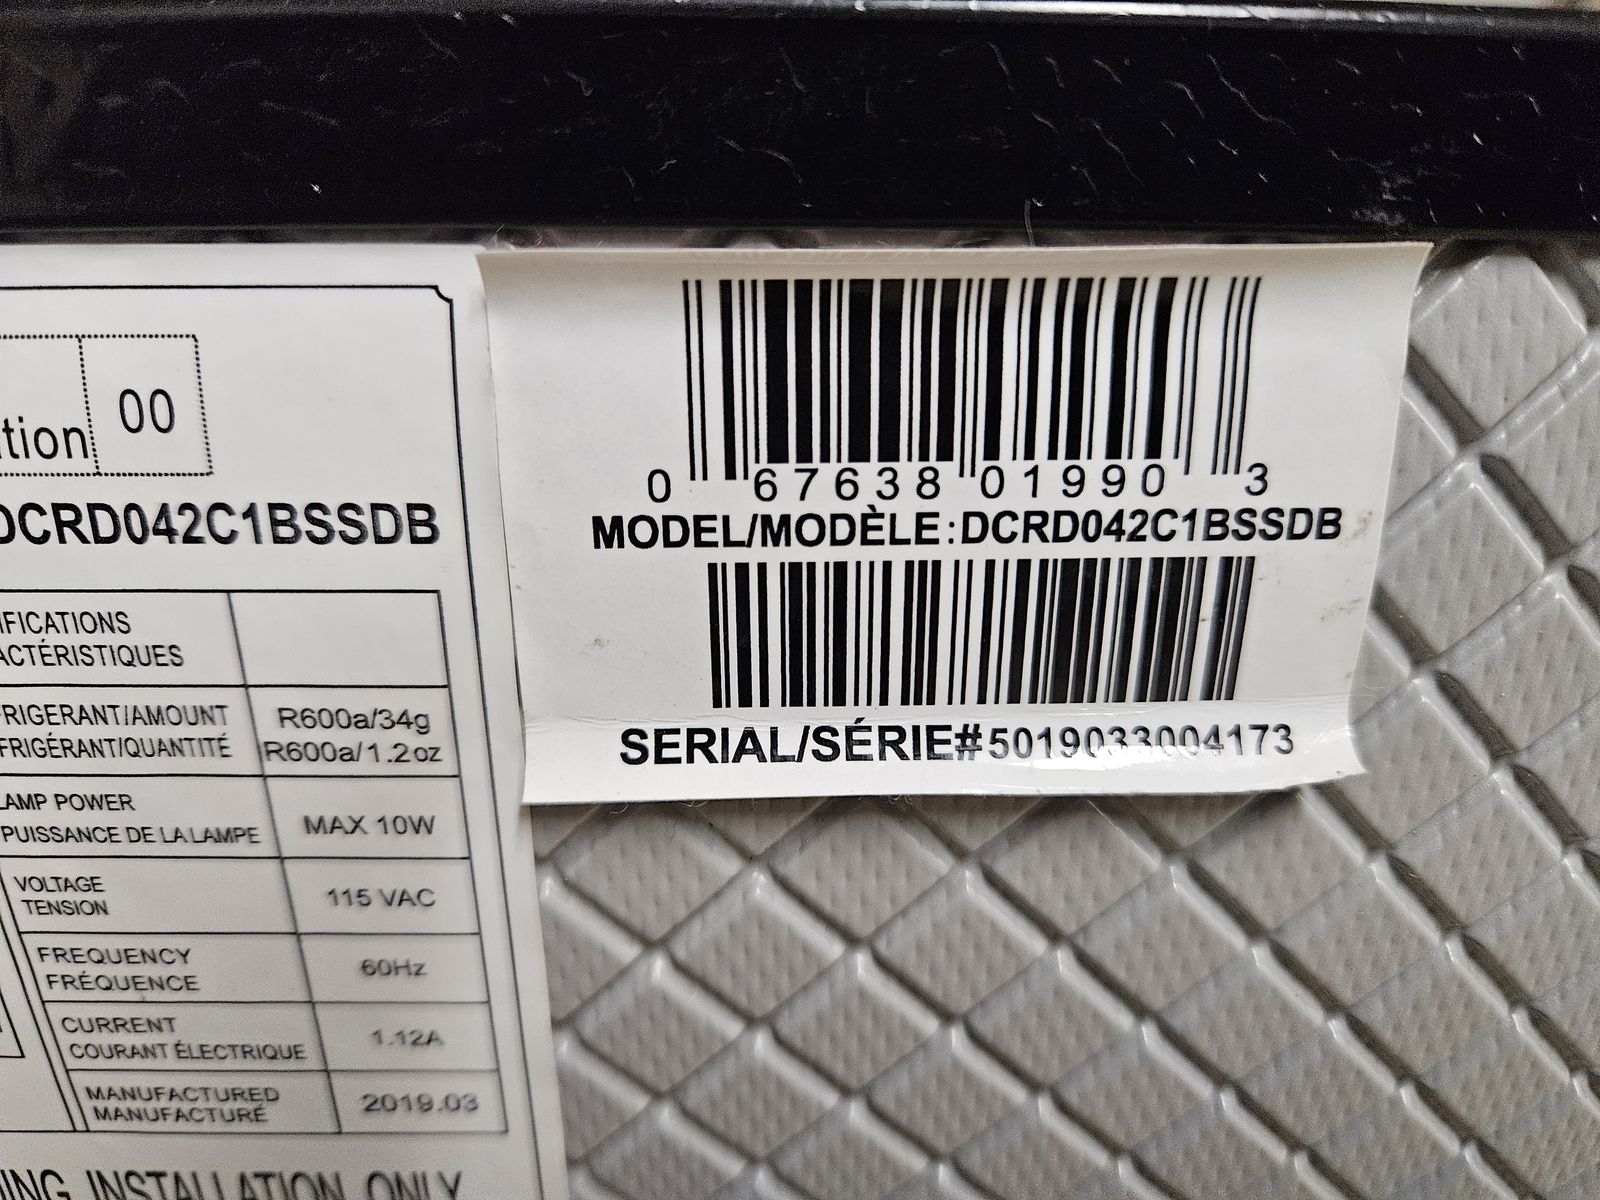 tion 00
DCRD042C1BSSDB
IFICATIONS
ACTÉRISTIQUES
FRIGERANT/AMOUNT R600a/34g
FRIGÉRANT/QUANTITÉ R600a/1.2oz
LAMP POWER
PUISSANCE DE LA LAMPE MAX 10W
VOLTAGE
TENSION 115 VAC
FREQUENCY
FRÉQUENCE 60Hz
CURRENT
COURANT ÉLECTRIQUE 1.12A
MANUFACTURED
MANUFACTURÉ 2019.03
ING INSTALLATION ONLY
0 67638 01990 3
MODEL/MODÈLE:DCRD042C1BSSDB
SERIAL/SÉRIE#5019033004173